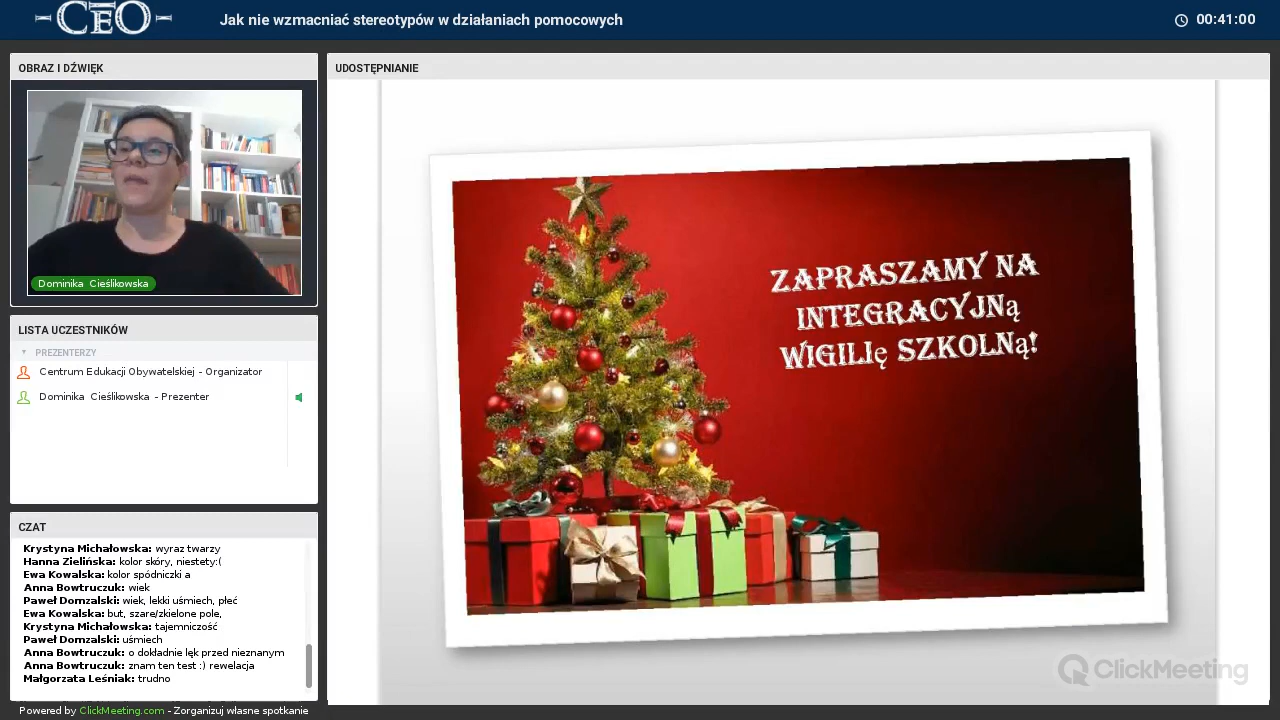 CEO
Jak nie wzmacniać stereotypów w działaniach pomocowych
00:41:00
OBRAZ I DŹWIĘK
Dominika Cieślikowska
LISTA UCZESTNIKÓW
PREZENTERZY
Centrum Edukacji Obywatelskiej - Organizator
Dominika Cieślikowska - Prezenter
CZAT
Krystyna Michałowska: wyraz twarzy
Hanna Zielińska: kolor skóry, niestety:(
Ewa Kowalska: kolor spódniczki a
Anna Bowtruczuk: wiek
Paweł Domzalski: wiek, lekki uśmiech, płeć
Ewa Kowalska: but, szare/zkielone pole,
Krystyna Michałowska: tajemniczość
Paweł Domzalski: uśmiech
Anna Bowtruczuk: o dokładnie lęk przed nieznanym
Anna Bowtruczuk: znam ten test :) rewelacja
Małgorzata Leśniak: trudno
Powered by ClickMeeting.com - Zorganizuj własne spotkanie
UDOSTĘPNIANIE
ZAPRASZAMY NA
INTEGRACYJNą
WIGILIę SZKOLNą!
ClickMeeting